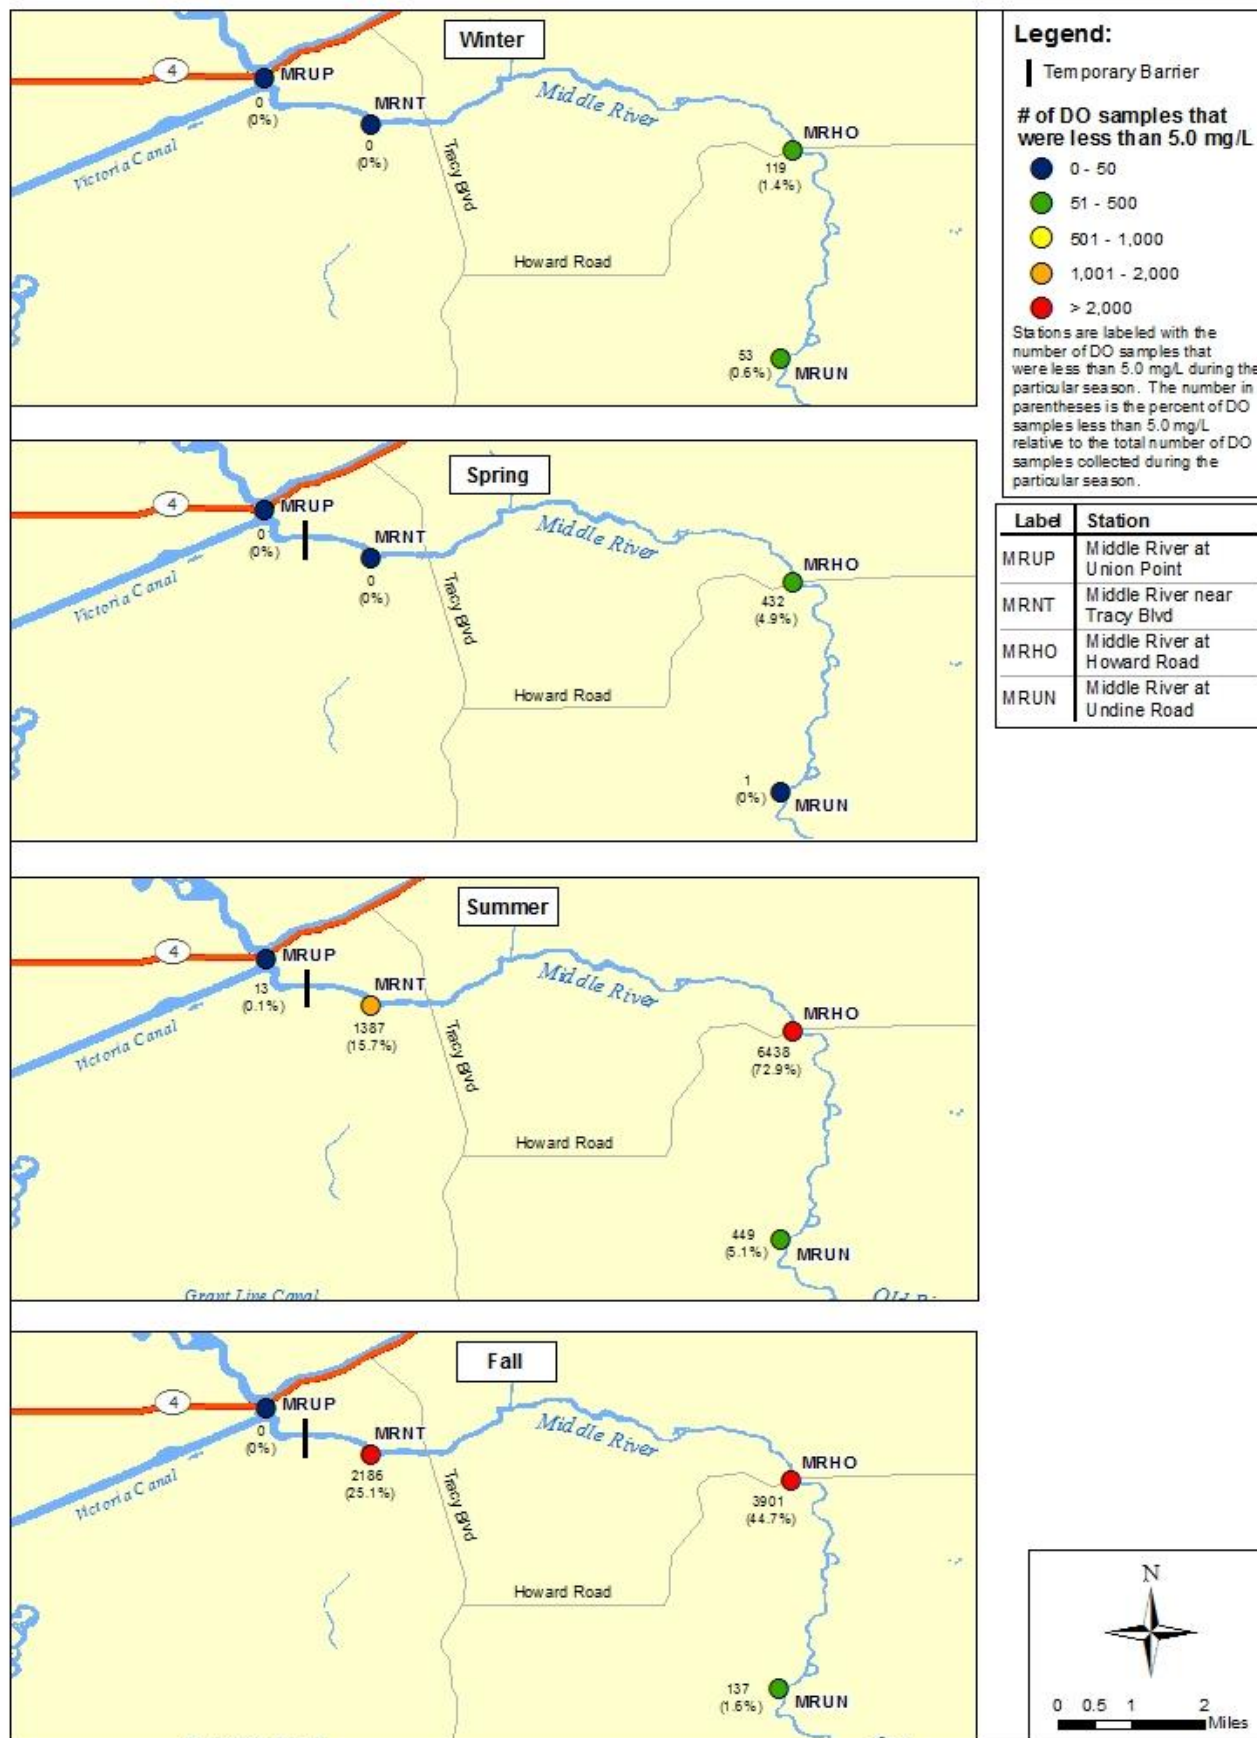 Winter
4
MRUP
0
(0%)
MRNT
0
(0%)
Victoria Canal
Middle River
Tracy Blvd
MRHO
119
(1.4%)
Howard Road
53
(0.6%)
MRUN
Legend:
Temporary Barrier
# of DO samples that
were less than 5.0 mg/L
0 - 50
51 - 500
501 - 1,000
1,001 - 2,000
> 2,000
Stations are labeled with the
number of DO samples that
were less than 5.0 mg/L during the
particular season. The number in
parentheses is the percent of DO
samples less than 5.0 mg/L
relative to the total number of DO
samples collected during the
particular season.
Label Station
MRUP Middle River at
Union Point
MRNT Middle River near
Tracy Blvd
MRHO Middle River at
Howard Road
MRUN Middle River at
Undine Road
Spring
4
MRUP
0
(0%)
MRNT
0
(0%)
Victoria Canal
Middle River
Tracy Blvd
MRHO
432
(4.9%)
Howard Road
1
(0%)
MRUN
Summer
4
MRUP
13
(0.1%)
MRNT
1387
(15.7%)
Victoria Canal
Middle River
Tracy Blvd
MRHO
6438
(72.9%)
Howard Road
449
(5.1%)
MRUN
Grant Line Canal
Fall
4
MRUP
0
(0%)
MRNT
2186
(25.1%)
Victoria Canal
Middle River
Tracy Blvd
MRHO
3901
(44.7%)
Howard Road
137
(1.6%)
MRUN
N
0 0.5 1 2
Miles